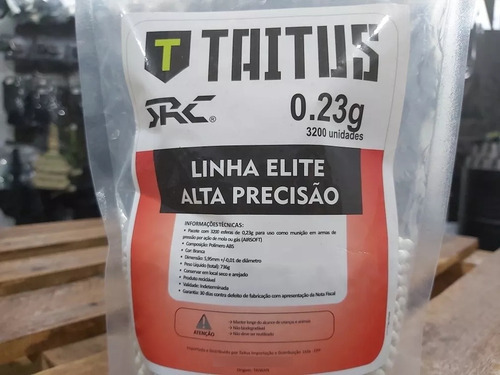 T TAITUS
SRC®
0.23g
3200 unidades
LINHA ELITE
ALTA PRECISÃO
INFORMAÇÕES TÉCNICAS:
• Pacote com 3200 esferas de 0,23g para uso como munição em armas de
pressão por ação de mola ou gás (AIRSOFT)
• Composição: Polímero ABS
• Cor: Branca
• Dimensão: 5,95mm +/-0,01 de diâmetro
• Peso Líquido (total): 736g
• Conservar em local seco e arejado
• Produto reciclável
• Validade: Indeterminada
• Garantia: 30 dias contra defeito de fabricação com apresentação da Nota Fiscal
ATENÇÃO
Manter longe do alcance de crianças e animais
Não biodegradável
Não deve ser reutilizado
Importado e Distribuído por Taitus Importação e Distribuição